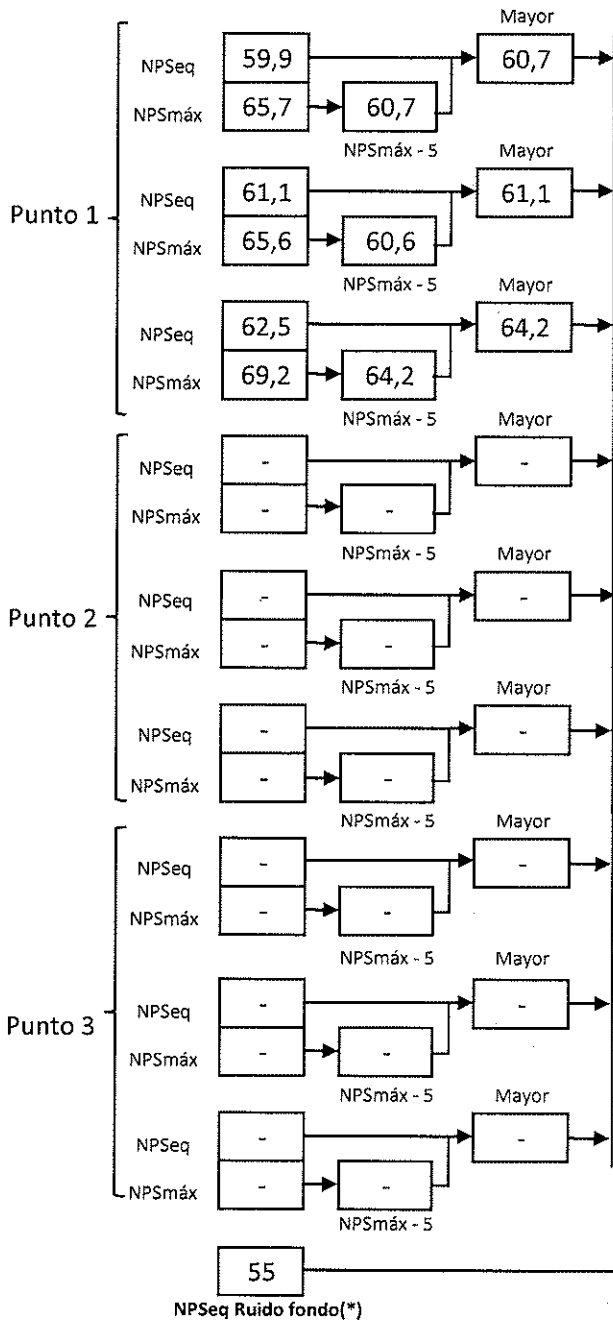 Mayor
NPSeq 59,9 60,7
NPSmáx 65,7 60,7
NPSmáx - 5
Mayor
Punto 1
NPSeq 61,1 61,1
NPSmáx 65,6 60,6
NPSmáx - 5
Mayor
NPSeq 62,5 64,2
NPSmáx 69,2 64,2
NPSmáx - 5
Mayor
NPSeq - -
NPSmáx - -
NPSmáx - 5
Mayor
Punto 2
NPSeq - -
NPSmáx - -
NPSmáx - 5
Mayor
NPSeq - -
NPSmáx - -
NPSmáx - 5
Mayor
NPSeq - -
NPSmáx - -
NPSmáx - 5
Mayor
Punto 3
NPSeq - -
NPSmáx - -
NPSmáx - 5
Mayor
NPSeq - -
NPSmáx - -
NPSmáx - 5
55
NPSeq Ruido fondo(*)